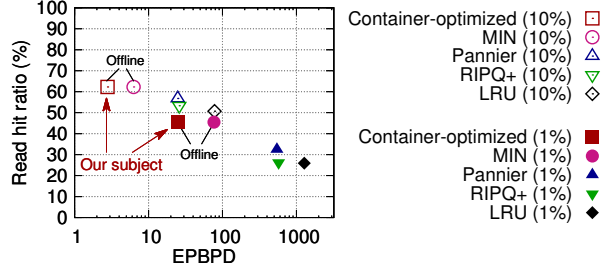 Read hit ratio (%)
100
90
80
70
60
50
40
30
20
10
0
Offline
Offline
Our subject
1
10
100
1000
EPBPD
Container-optimized (10%)
MIN (10%)
Pannier (10%)
RIPQ+ (10%)
LRU (10%)
Container-optimized (1%)
MIN (1%)
Pannier (1%)
RIPQ+ (1%)
LRU (1%)